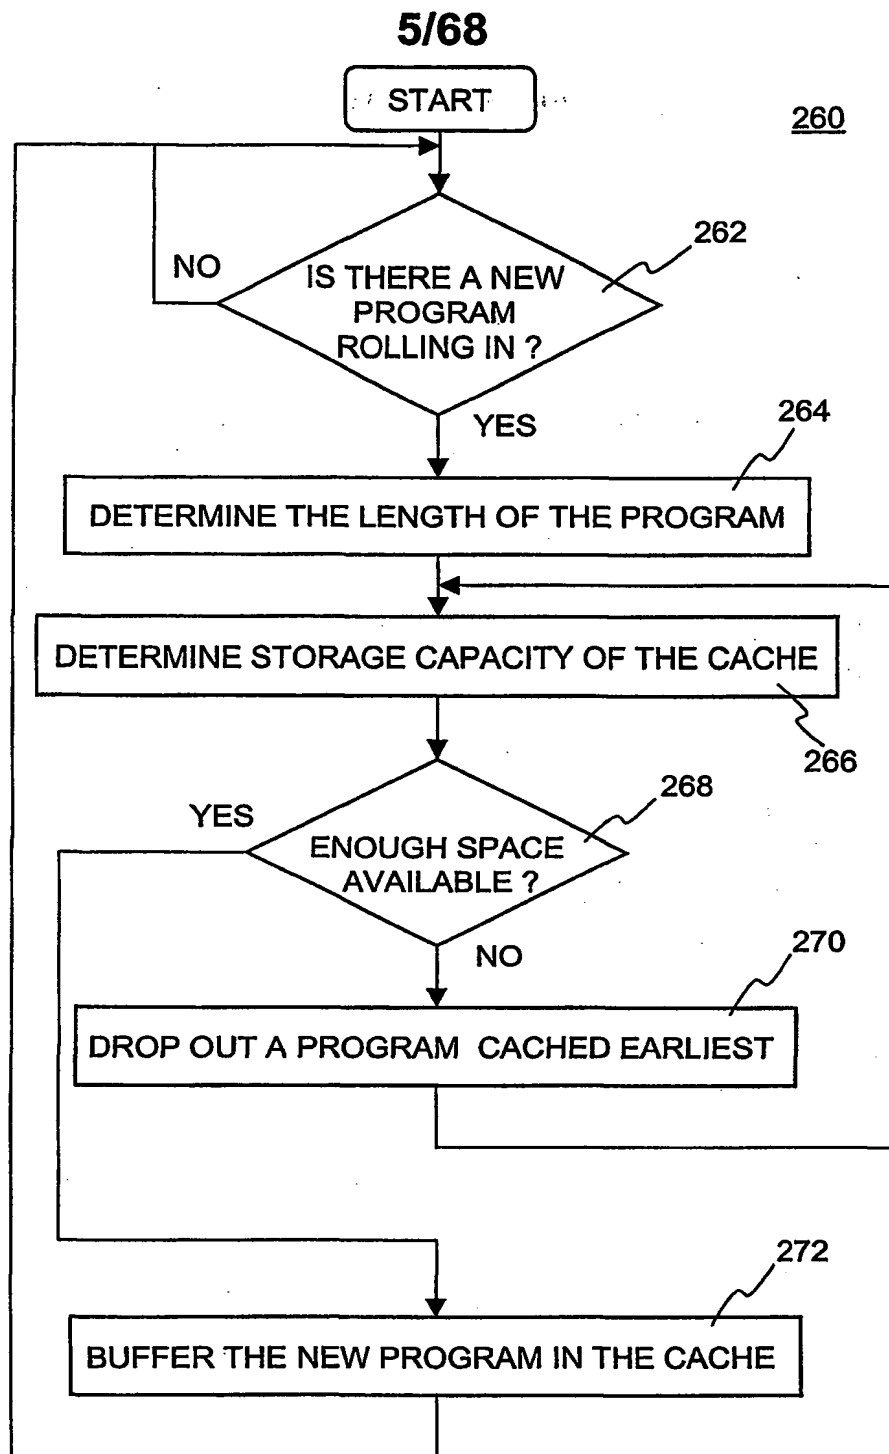 5/68
START
260
262
NO
IS THERE A NEW
PROGRAM
ROLLING IN ?
YES
264
DETERMINE THE LENGTH OF THE PROGRAM
DETERMINE STORAGE CAPACITY OF THE CACHE
266
268
YES
ENOUGH SPACE
AVAILABLE ?
NO
270
DROP OUT A PROGRAM CACHED EARLIEST
272
BUFFER THE NEW PROGRAM IN THE CACHE